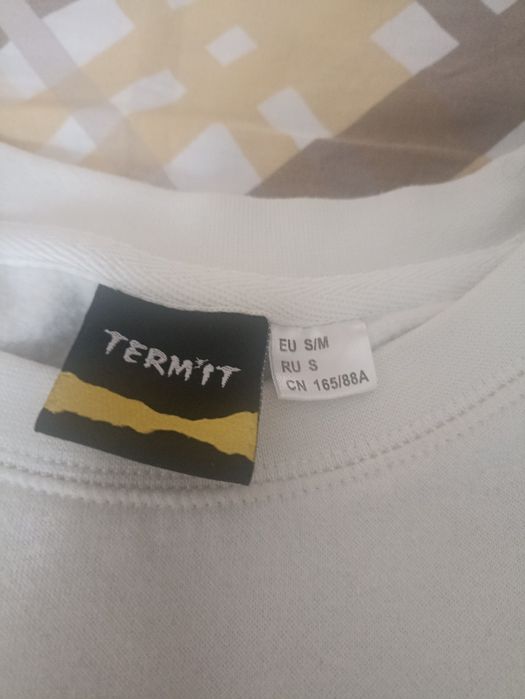 TERMIT
EU S/M
RU S
CN 165/88A